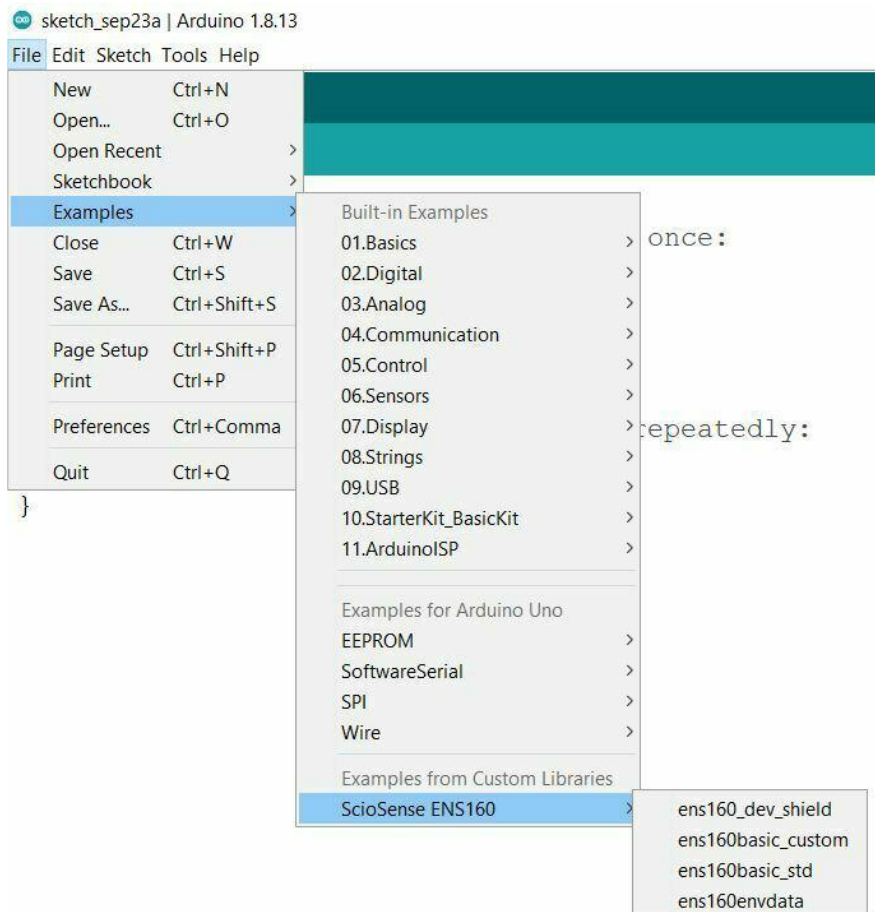 sketch_sep23a | Arduino 1.8.13
File Edit Sketch Tools Help
New Ctrl+N
Open... Ctrl+O
Open Recent
Sketchbook
Examples
Close Ctrl+W
Save Ctrl+S
Save As... Ctrl+Shift+S
Page Setup Ctrl+Shift+P
Print Ctrl+P
Preferences Ctrl+Comma
Quit Ctrl+Q
}
Built-in Examples
01.Basics
02.Digital
03.Analog
04.Communication
05.Control
06.Sensors
07.Display
08.Strings
09.USB
10.StarterKit_BasicKit
11.ArduinoISP
Examples for Arduino Uno
EEPROM
SoftwareSerial
SPI
Wire
Examples from Custom Libraries
ScioSense ENS160
once:
repeatedly:
ens160_dev_shield
ens160basic_custom
ens160basic_std
ens160envdata